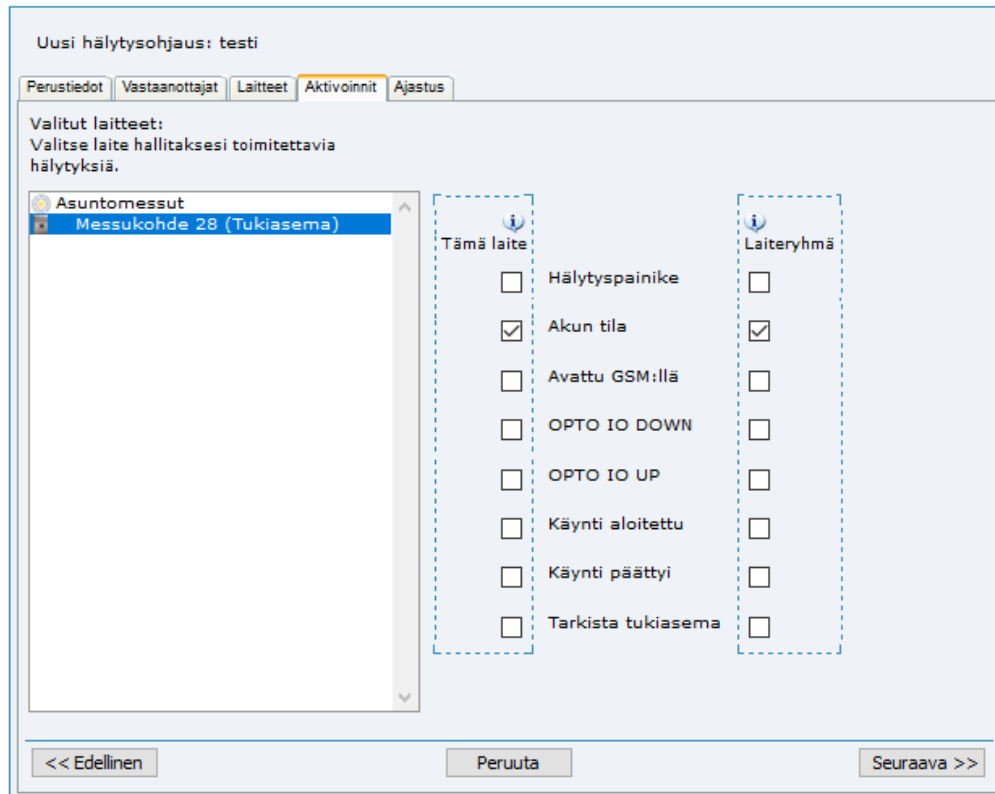 Uusi hälytysohjaus: testi
Perustiedot Vastaanottajat Laitteet Aktivoinnit Ajastus
Valitut laitteet:
Valitse laite hallitaksesi toimitettavia
hälytyksiä.
Asuntomessut
Messukohde 28 (Tukiasema)
Tämä laite
Laiteryhmä
Hälytyspainike
Akun tila
Avattu GSM:llä
OPTO IO DOWN
OPTO IO UP
Käynti aloitettu
Käynti päättyi
Tarkista tukiasema
<< Edellinen
Peruuta
Seuraava >>